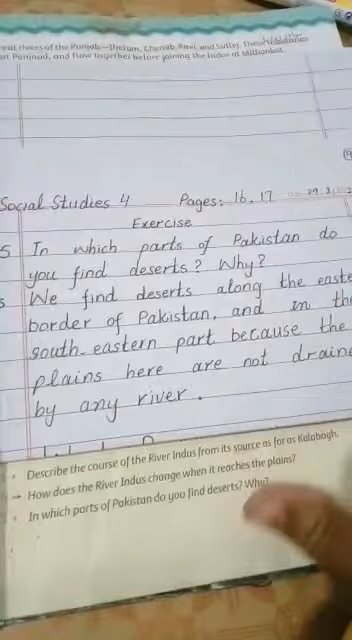 real rivers of the Punjab—Jhelum, Chenab, Ravi, and Sutlej. These tributaries
at Panjnad, and flow together before joining the Indus at Mithankot.
Social Studies 4 Pages: 16, 17
Exercise
5 In which parts of Pakistan do
you find deserts? Why?
s We find deserts along the easte
border of Pakistan, and in the
south eastern part because the
plains here are not draine
by any river.
Describe the course of the River Indus from its source as far as Kalabagh.
How does the River Indus change when it reaches the plains?
In which parts of Pakistan do you find deserts? Why?